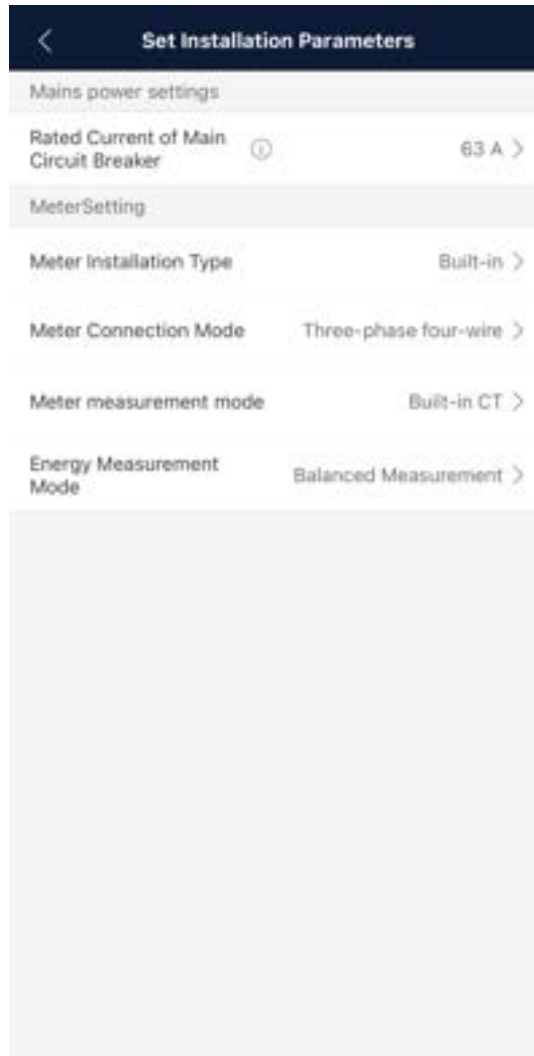 Set Installation Parameters
Mains power settings
Rated Current of Main
Circuit Breaker
63 A
MeterSetting
Meter Installation Type
Built-in
Meter Connection Mode
Three-phase four-wire
Meter measurement mode
Built-in CT
Energy Measurement
Mode
Balanced Measurement